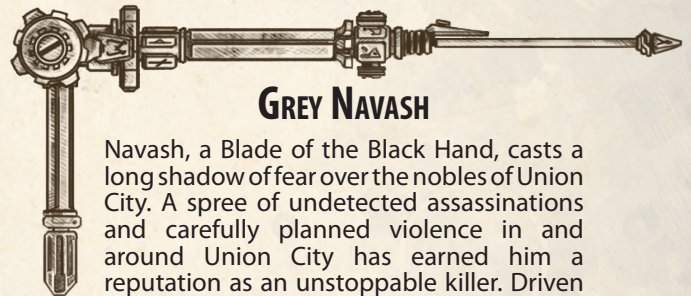 GREY NAVASH
Navash, a Blade of the Black Hand, casts a
long shadow of fear over the nobles of Union
City. A spree of undetected assassinations
and carefully planned violence in and
around Union City has earned him a
reputation as an unstoppable killer. Driven